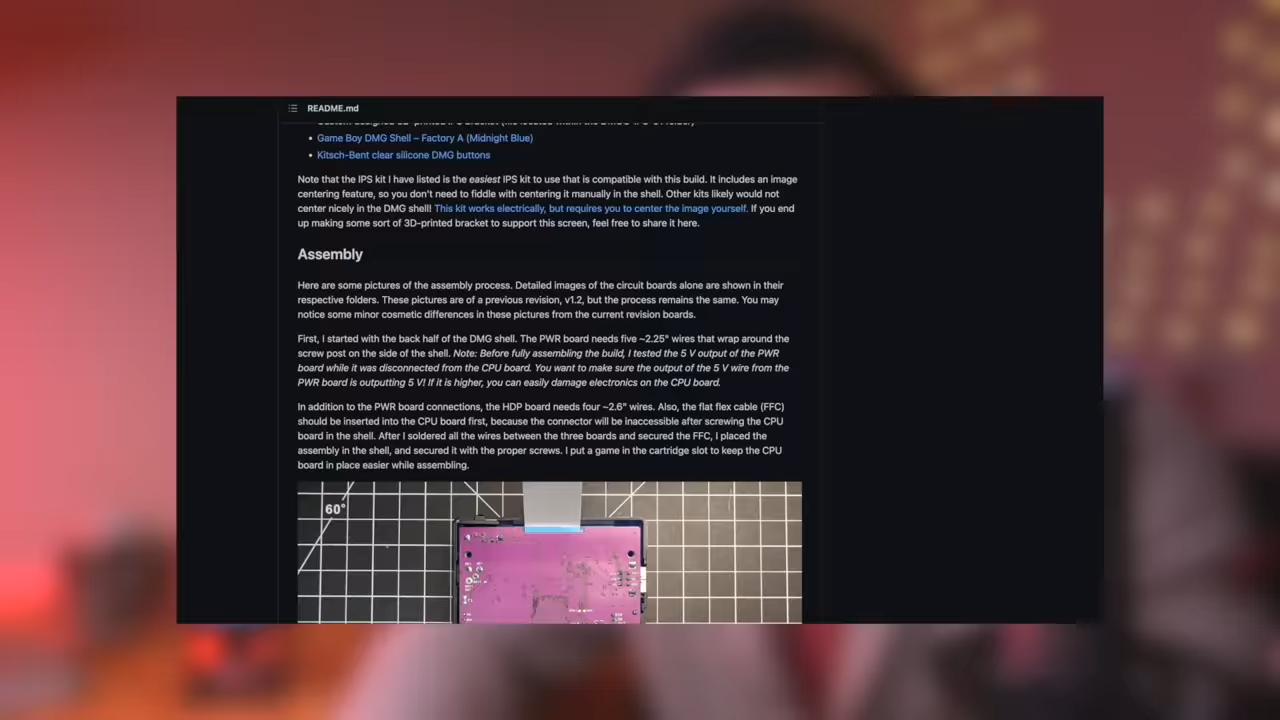 README.md
Game Boy DMG Shell – Factory A (Midnight Blue)
Kitsch-Bent clear silicone DMG buttons
Note that the IPS kit I have listed is the easiest IPS kit to use that is compatible with this build. It includes an image
centering feature, so you don't need to fiddle with centering it manually in the shell. Other kits likely would not
center nicely in the DMG shell! This kit works electrically, but requires you to center the image yourself. If you end
up making some sort of 3D-printed bracket to support this screen, feel free to share it here.
Assembly
Here are some pictures of the assembly process. Detailed images of the circuit boards alone are shown in their
respective folders. These pictures are of a previous revision, v1.2, but the process remains the same. You may
notice some minor cosmetic differences in these pictures from the current revision boards.
First, I started with the back half of the DMG shell. The PWR board needs five ~2.25" wires that wrap around the
screw post on the side of the shell. Note: Before fully assembling the build, I tested the 5 V output of the PWR
board while it was disconnected from the CPU board. You want to make sure the output of the 5 V wire from the
PWR board is outputting 5 V! If it is higher, you can easily damage electronics on the CPU board.
In addition to the PWR board connections, the HDP board needs four ~2.6" wires. Also, the flat flex cable (FFC)
should be inserted into the CPU board first, because the connector will be inaccessible after screwing the CPU
board in the shell. After I soldered all the wires between the three boards and secured the FFC, I placed the
assembly in the shell, and secured it with the proper screws. I put a game in the cartridge slot to keep the CPU
board in place easier while assembling.
60°